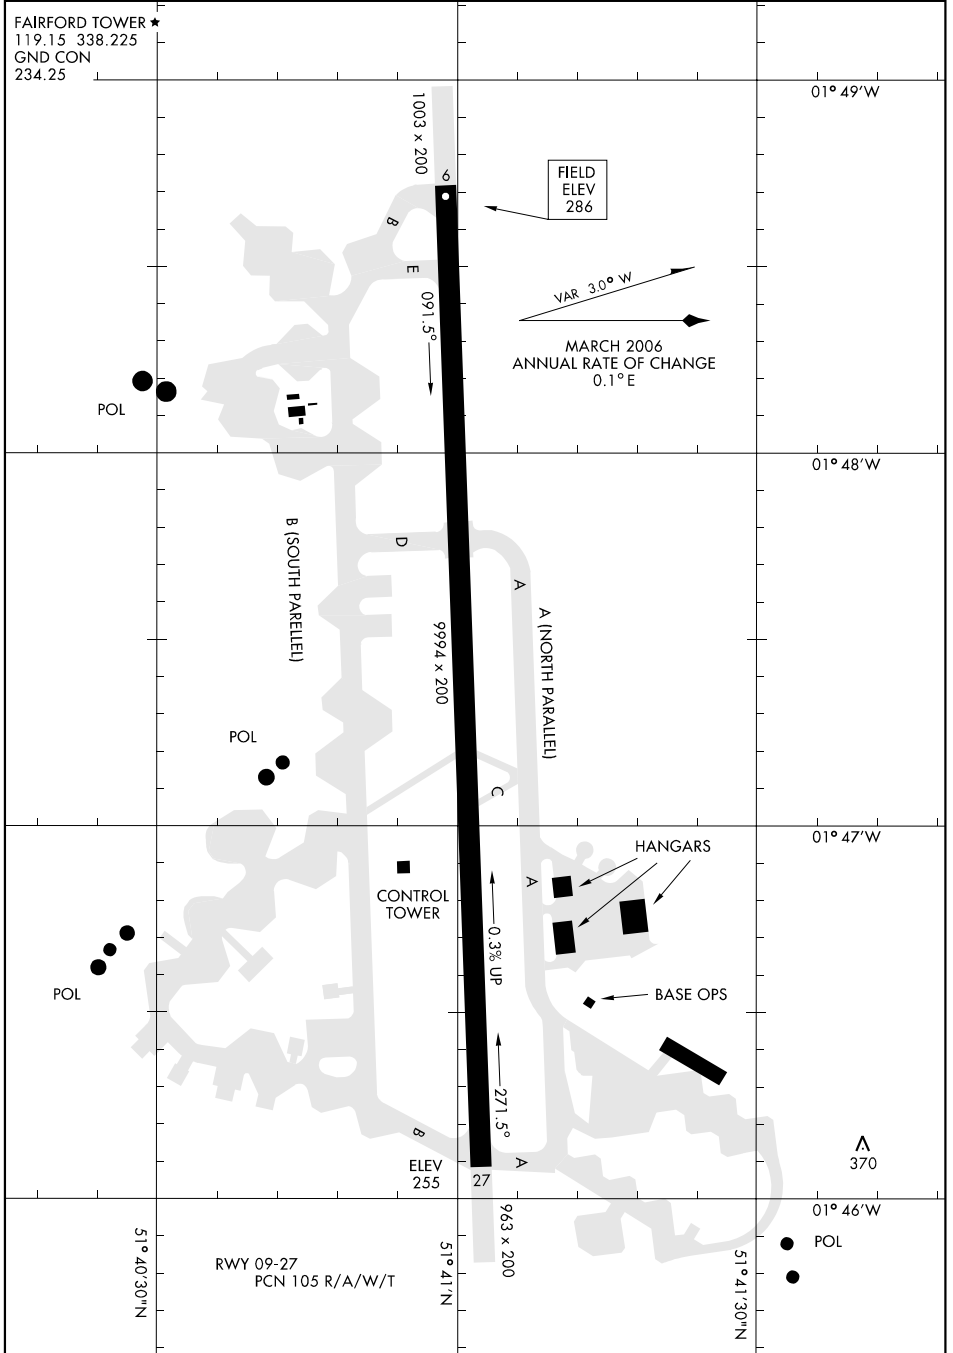 FAIRFORD TOWER ★
119.15 338.225
GND CON
234.25
01° 49'W
1003 x 200
9
FIELD
ELEV
286
B
E
VAR 3.0° W
091.5°
MARCH 2006
ANNUAL RATE OF CHANGE
0.1° E
POL
01° 48'W
B (SOUTH PARELLEL)
D
A
A (NORTH PARALLEL)
9994 x 200
POL
C
01° 47'W
HANGARS
A
CONTROL
TOWER
0.3% UP
POL
BASE OPS
271.5°
B
A
ELEV
255
27
370
01° 46'W
963 x 200
POL
51° 40'30"N
51° 41'N
51° 41'30"N
RWY 09-27
PCN 105 R/A/W/T